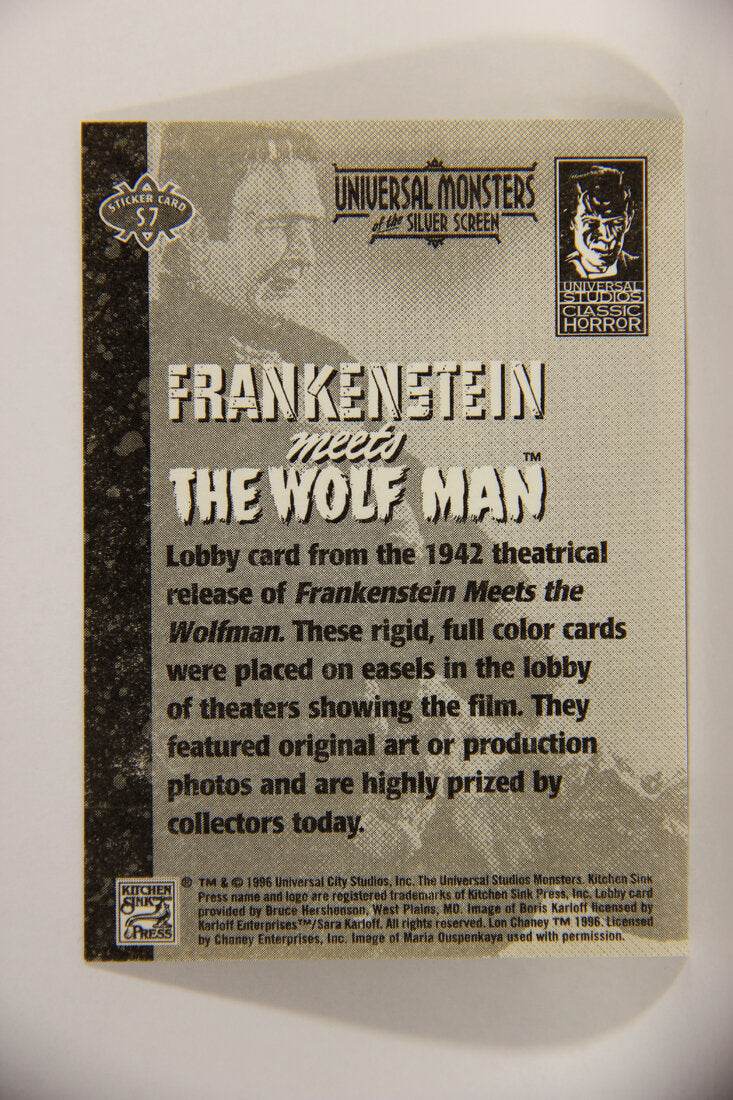 STICKER CARD
S7
UNIVERSAL MONSTERS
of the SILVER SCREEN
UNIVERSAL
STUDIOS
CLASSIC
HORROR
FRANKENSTEIN
meets
THE WOLF MAN™
Lobby card from the 1942 theatrical
release of Frankenstein Meets the
Wolfman. These rigid, full color cards
were placed on easels in the lobby
of theaters showing the film. They
featured original art or production
photos and are highly prized by
collectors today.
KITCHEN
SINK
PRESS
® TM & © 1996 Universal City Studios, Inc. The Universal Studios Monsters. Kitchen Sink
Press name and logo are registered trademarks of Kitchen Sink Press, Inc. Lobby card
provided by Bruce Hershenson, West Plains, MO. Image of Boris Karloff licensed by
Karloff Enterprises™/Sara Karloff. All rights reserved. Lon Chaney ™ 1996. Licensed
by Chaney Enterprises, Inc. Image of Maria Ouspenkaya used with permission.